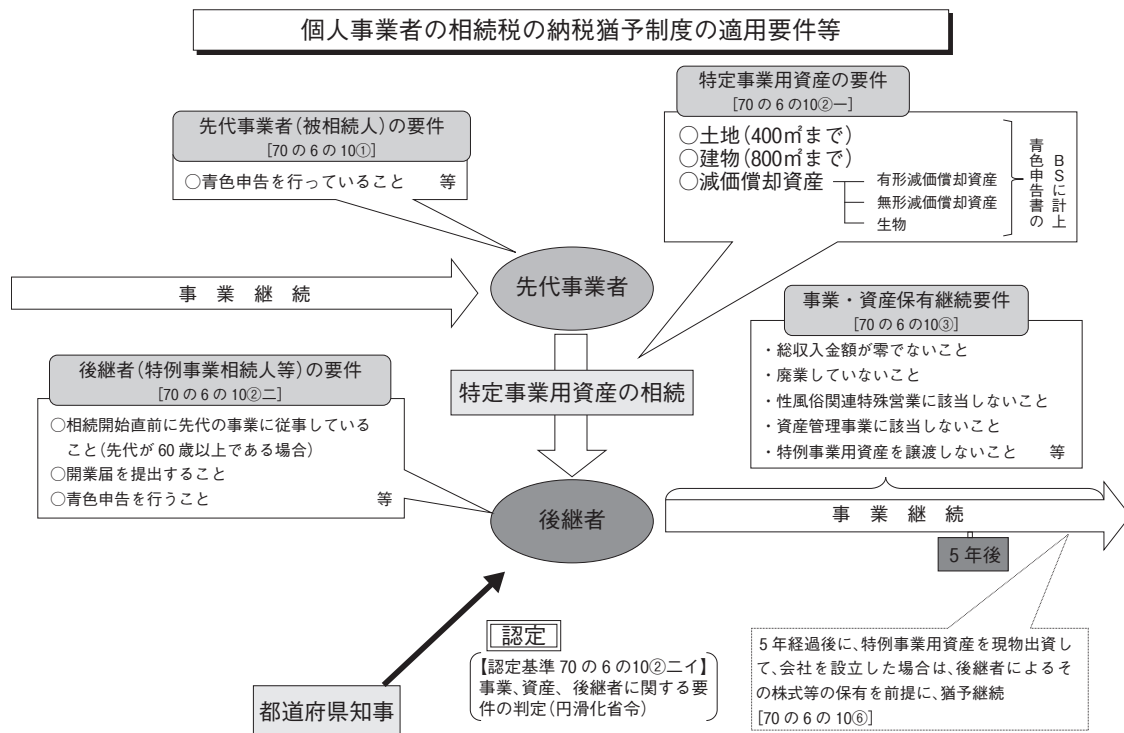 個人事業者の相続税の納税猶予制度の適用要件等
特定事業用資産の要件
[70 の 6 の10②一]
○土地(400㎡まで)
○建物(800㎡まで)
○減価償却資産
有形減価償却資産
無形減価償却資産
生物
青色申告書の
BSに計上
先代事業者(被相続人)の要件
[70 の 6 の 10①]
○青色申告を行っていること 等
事業継続
先代事業者
事業・資産保有継続要件
[70 の 6 の10③]
・総収入金額が零でないこと
・廃業していないこと
・性風俗関連特殊営業に該当しないこと
・資産管理事業に該当しないこと
・特例事業用資産を譲渡しないこと 等
後継者(特例事業相続人等)の要件
[70 の 6 の 10②二]
○相続開始直前に先代の事業に従事している
こと(先代が 60 歳以上である場合)
○開業届を提出すること
○青色申告を行うこと 等
特定事業用資産の相続
後継者
事業継続
5 年後
認定
【認定基準 70 の 6 の10②二イ】
事業、資産、後継者に関する要
件の判定(円滑化省令)
都道府県知事
5 年経過後に、特例事業用資産を現物出資し
て、会社を設立した場合は、後継者によるそ
の株式等の保有を前提に、猶予継続
[70 の 6 の 10⑥]